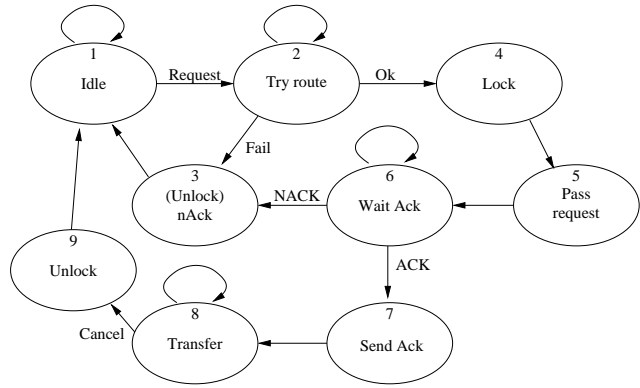 1
Idle
Request
2
Try route
Ok
4
Lock
Fail
3
(Unlock)
nAck
NACK
6
Wait Ack
5
Pass
request
9
Unlock
ACK
Cancel
8
Transfer
7
Send Ack